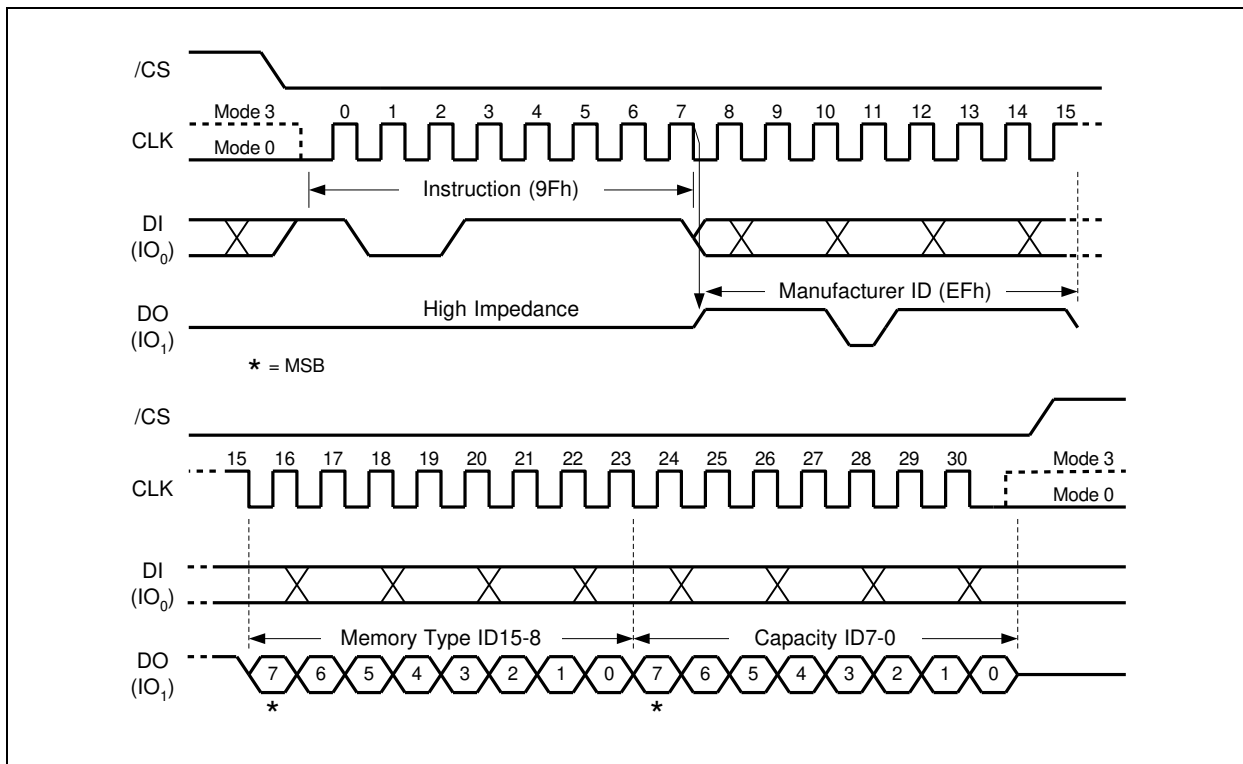 /CS
Mode 3 0 1 2 3 4 5 6 7 8 9 10 11 12 13 14 15
CLK
Mode 0
Instruction (9Fh)
DI
(IO0)
Manufacturer ID (EFh)
High Impedance
DO
(IO1)
* = MSB
/CS
15 16 17 18 19 20 21 22 23 24 25 26 27 28 29 30 Mode 3
CLK
Mode 0
DI
(IO0)
Memory Type ID15-8 Capacity ID7-0
DO
(IO1)
7 6 5 4 3 2 1 0 7 6 5 4 3 2 1 0
* *